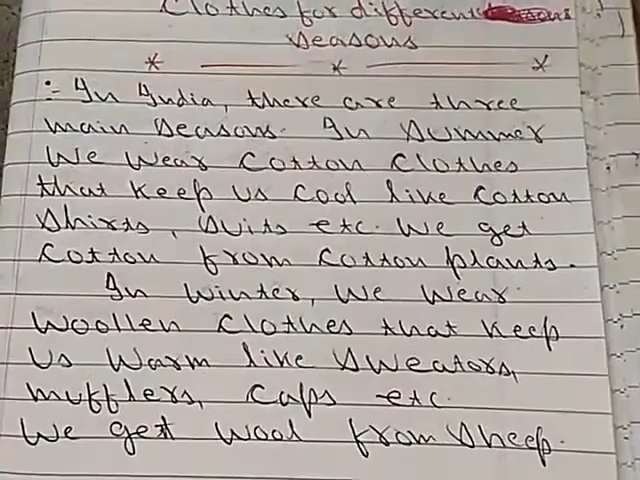 Clothes for different
Seasons
:- In India, there are three
main seasons. In summer
we wear cotton clothes
that keep us cool like cotton
shirts, suits etc. We get
cotton from cotton plants.
In winter, we wear
woollen clothes that keep
us warm like sweators,
mufflers, caps etc.
We get wool from sheep.